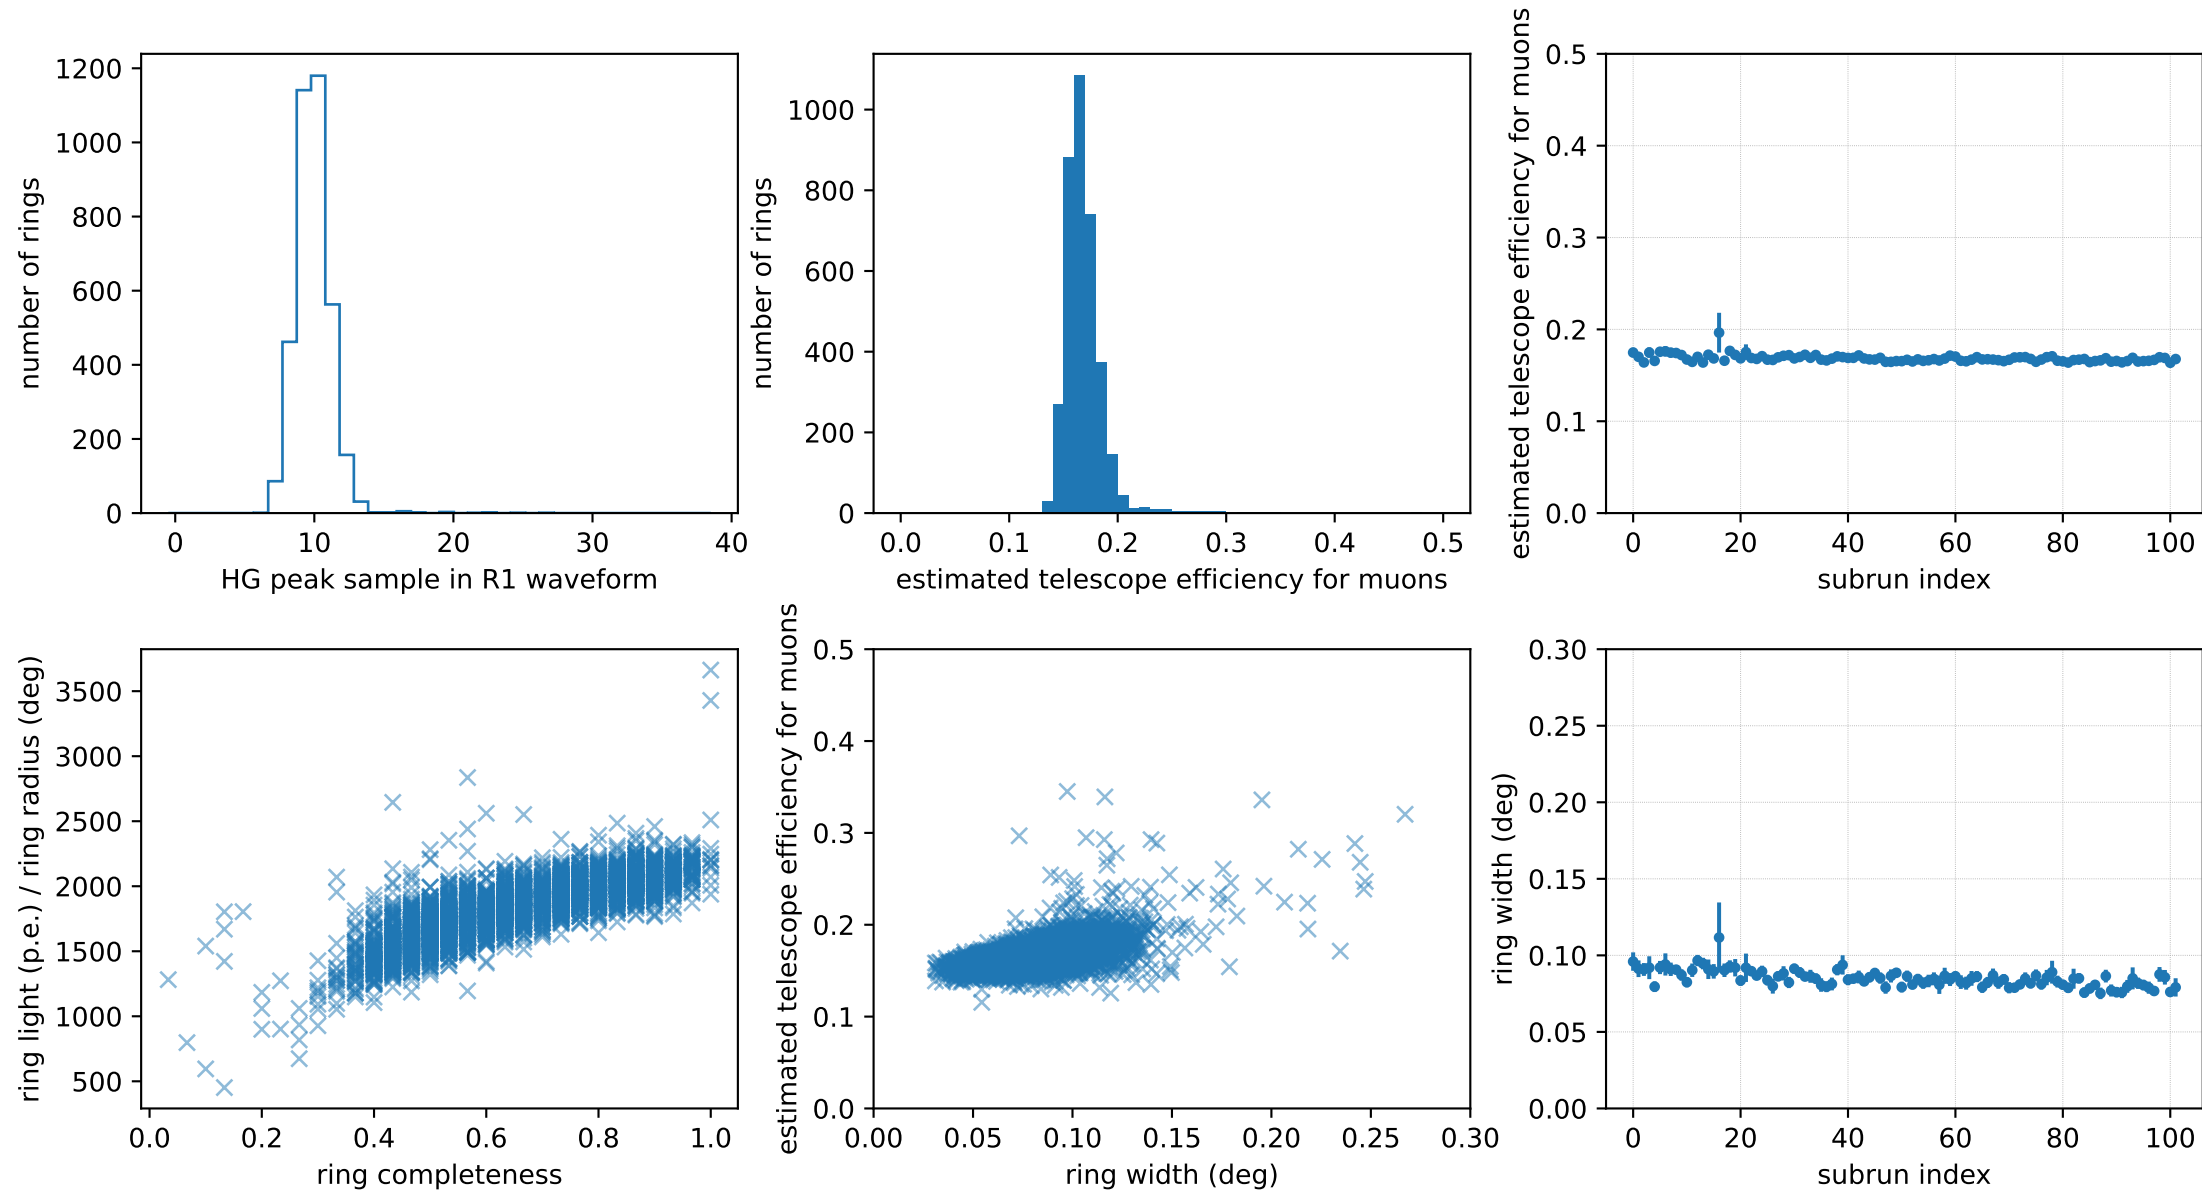 number of rings
1200
1000
800
600
400
200
0
0 10 20 30 40
HG peak sample in R1 waveform
number of rings
1000
800
600
400
200
0
0.0 0.1 0.2 0.3 0.4 0.5
estimated telescope efficiency for muons
estimated telescope efficiency for muons
0.5
0.4
0.3
0.2
0.1
0.0
0 20 40 60 80 100
subrun index
ring light (p.e.) / ring radius (deg)
3500
3000
2500
2000
1500
1000
500
0.0 0.2 0.4 0.6 0.8 1.0
ring completeness
estimated telescope efficiency for muons
0.5
0.4
0.3
0.2
0.1
0.0
0.00 0.05 0.10 0.15 0.20 0.25 0.30
ring width (deg)
ring width (deg)
0.30
0.25
0.20
0.15
0.10
0.05
0.00
0 20 40 60 80 100
subrun index